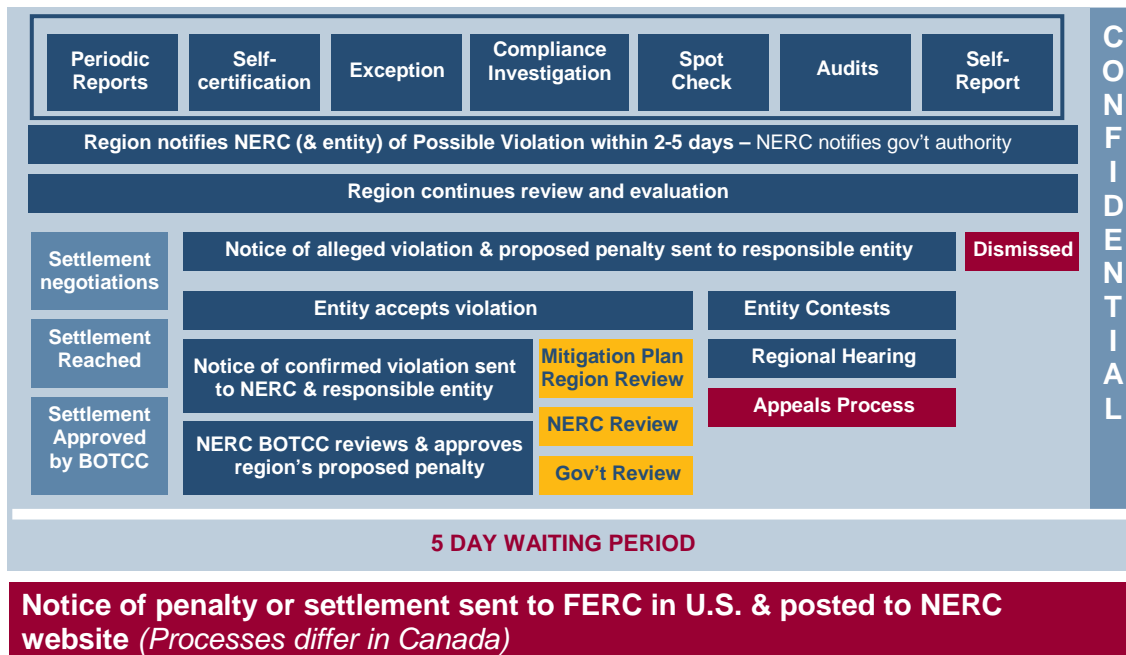 Periodic
Reports
Self-
certification
Exception
Compliance
Investigation
Spot
Check
Audits
Self-
Report
Region notifies NERC (& entity) of Possible Violation within 2-5 days – NERC notifies gov't authority
Region continues review and evaluation
Settlement
negotiations
Notice of alleged violation & proposed penalty sent to responsible entity
Dismissed
Entity accepts violation
Entity Contests
Settlement
Reached
Notice of confirmed violation sent
to NERC & responsible entity
Mitigation Plan
Region Review
Regional Hearing
Appeals Process
Settlement
Approved
by BOTCC
NERC BOTCC reviews & approves
region's proposed penalty
NERC Review
Gov't Review
CONFIDENTIAL
5 DAY WAITING PERIOD
Notice of penalty or settlement sent to FERC in U.S. & posted to NERC
website (Processes differ in Canada)